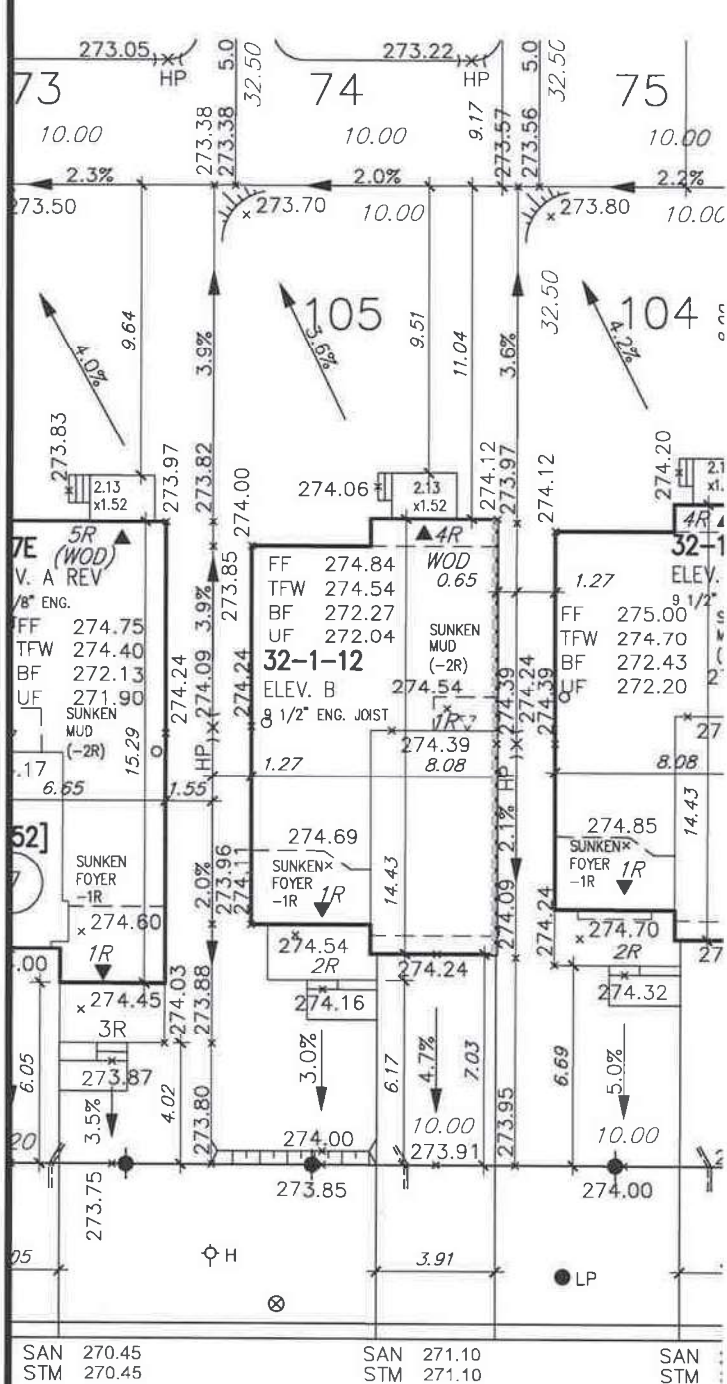 273.05 HP 5.0 32.50 273.22 HP 5.0 32.50
73 74 75
10.00 10.00 9.17 10.00
273.38 273.38 273.57 273.56
2.3% 2.0% 2.2%
273.50 273.70 10.00 273.80 10.00
32.50
105 104
9.64 4.0% 3.9% 3.6% 9.51 11.04 3.6% 4.2%
273.83 273.97 273.82 274.00 274.06 274.12 273.97 274.12 274.20
2.13
x1.52
2.13
x1.52
5R
(WOD)
7E
V. A REV
/8" ENG.
FF 274.75
TFW 274.40
BF 272.13
UF 271.90
SUNKEN
MUD
(-2R)
15.29
274.24
4.17
6.65 1.55
52]
7
SUNKEN
FOYER
-1R
274.60
1R
274.45
3R
273.87
3.5%
6.05
4.02
274.03 273.88
273.80
273.75
273.85
3.9%
274.09 274.24
HP
2.0%
273.96
274.11
FF 274.84
TFW 274.54
BF 272.27
UF 272.04
32-1-12
ELEV. B
9 1/2" ENG. JOIST
4R
WOD
0.65
SUNKEN
MUD
(-2R)
274.54
1R
274.39
1.27 8.08
274.69
SUNKEN
FOYER
-1R
1R
14.43
274.54
2R
274.16
274.24
3.0%
6.17
4.7%
7.03
274.00
10.00
273.91
273.85
274.39 274.24 274.39
HP
2.1%
274.09 274.24
273.95
1.27
4R
32-1
ELEV.
9 1/2"
FF 275.00
TFW 274.70
BF 272.43
UF 272.20
8.08
14.43
274.85
SUNKEN
FOYER
-1R
1R
274.70
2R
274.32
6.69
5.0%
10.00
274.00
H
3.91
LP
SAN 270.45
STM 270.45
SAN 271.10
STM 271.10
SAN
STM